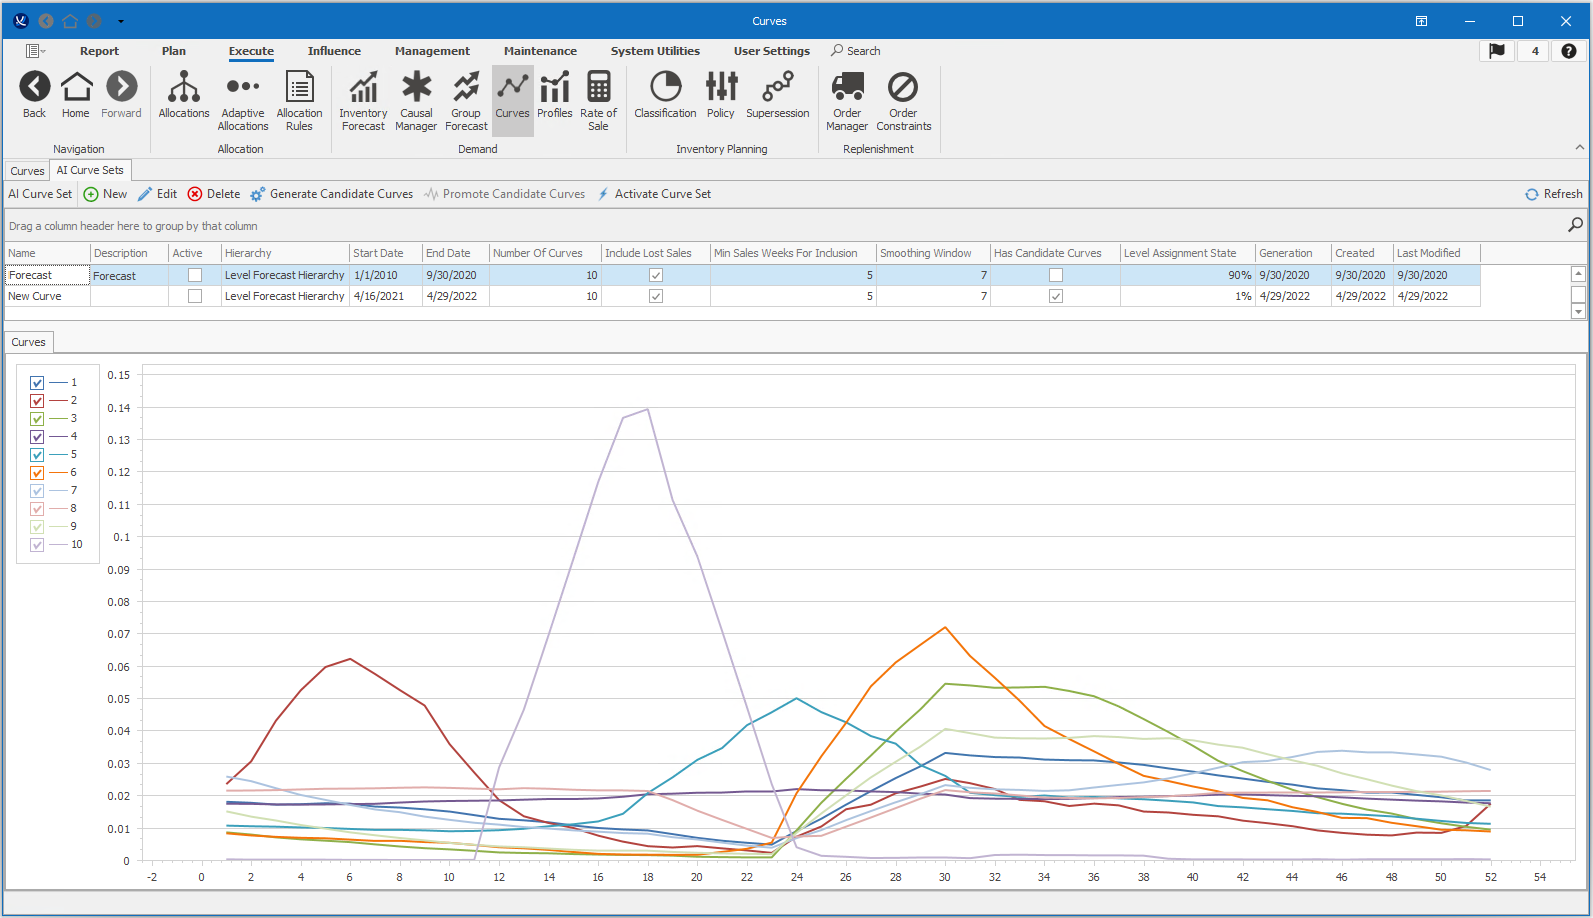 Curves
Report Plan Execute Influence Management Maintenance System Utilities User Settings Search 4 ?
Back Home Forward Allocations Adaptive Allocations Allocation Rules Inventory Forecast Causal Manager Group Forecast Curves Profiles Rate of Sale Classification Policy Supersession Order Manager Order Constraints
Navigation Allocation Demand Inventory Planning Replenishment
Curves AI Curve Sets
AI Curve Set New Edit Delete Generate Candidate Curves Promote Candidate Curves Activate Curve Set Refresh
Drag a column header here to group by that column
Name Description Active Hierarchy Start Date End Date Number Of Curves Include Lost Sales Min Sales Weeks For Inclusion Smoothing Window Has Candidate Curves Level Assignment State Generation Created Last Modified
Forecast Forecast Level Forecast Hierarchy 1/1/2010 9/30/2020 10 5 7 90% 9/30/2020 9/30/2020 9/30/2020
New Curve Level Forecast Hierarchy 4/16/2021 4/29/2022 10 5 7 1% 4/29/2022 4/29/2022 4/29/2022
Curves
1
2
3
4
5
6
7
8
9
10
0.15
0.14
0.13
0.12
0.11
0.1
0.09
0.08
0.07
0.06
0.05
0.04
0.03
0.02
0.01
0
-2 0 2 4 6 8 10 12 14 16 18 20 22 24 26 28 30 32 34 36 38 40 42 44 46 48 50 52 54